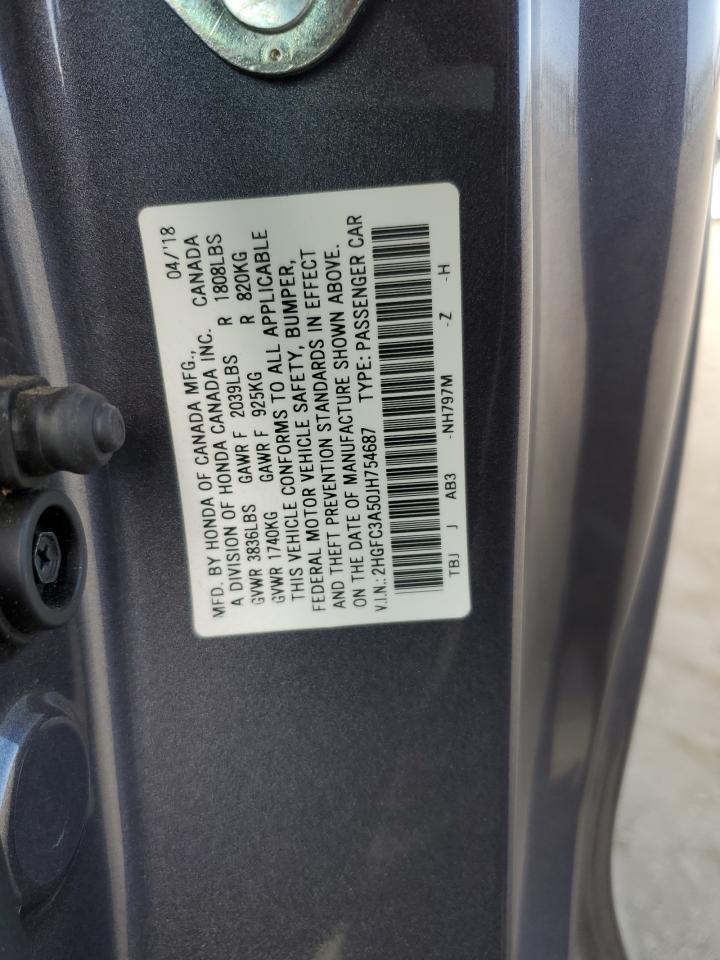 MFD. BY HONDA OF CANADA MFG., 04/'18
A DIVISION OF HONDA CANADA INC. CANADA
GVWR 3836LBS GAWR F 2039LBS R 1808LBS
GVWR 1740KG GAWR F 925KG R 820KG
THIS VEHICLE CONFORMS TO ALL APPLICABLE
FEDERAL MOTOR VEHICLE SAFETY, BUMPER,
AND THEFT PREVENTION STANDARDS IN EFFECT
ON THE DATE OF MANUFACTURE SHOWN ABOVE.
V.I.N.: 2HGFC3A50JH754687 TYPE: PASSENGER CAR
TBJ J AB3 -NH797M -Z -H